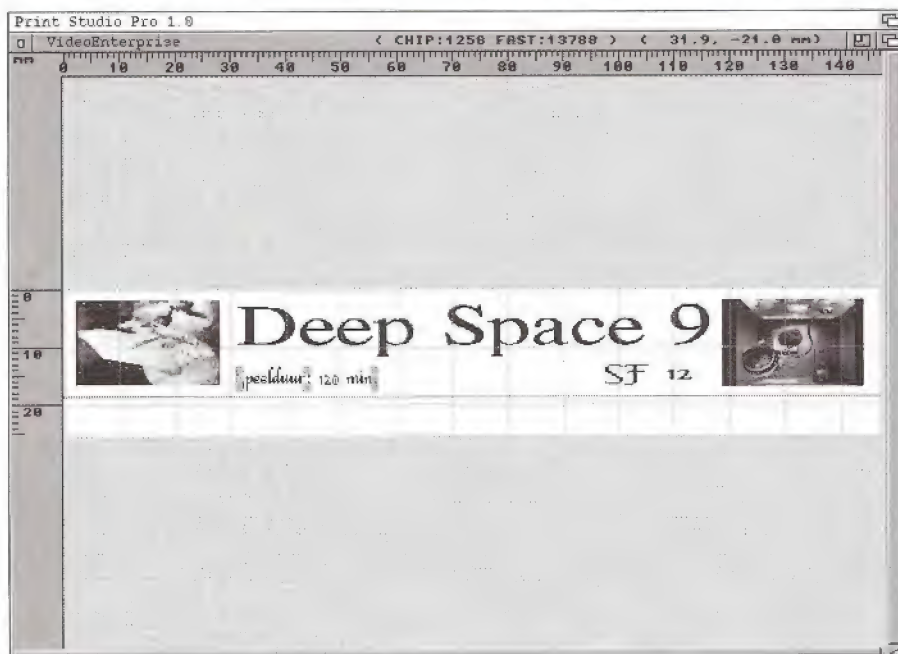 Print Studio Pro 1.0
VideoEnterprise ( CHIP:1258 FAST:13788 ) ( 31.9, -21.0 mm)
mm 0 10 20 30 40 50 60 70 80 90 100 110 120 130 140
0
Deep Space 9
10
Speelduur: 120 min. SF 12
20